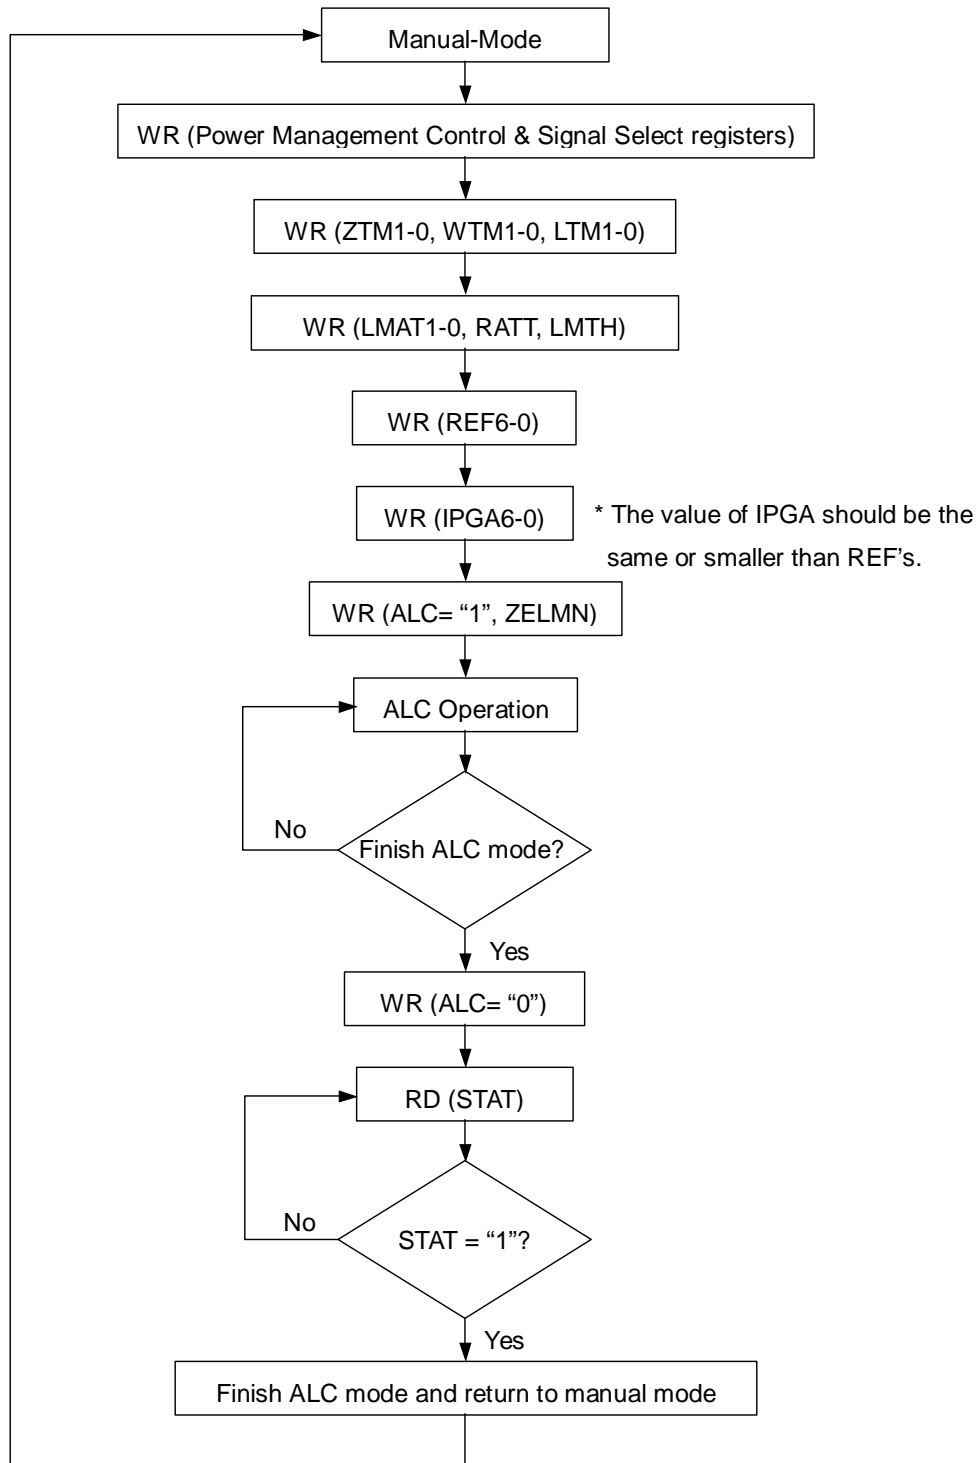 Manual-Mode
WR (Power Management Control & Signal Select registers)
WR (ZTM1-0, WTM1-0, LTM1-0)
WR (LMAT1-0, RATT, LMTH)
WR (REF6-0)
WR (IPGA6-0)
* The value of IPGA should be the
same or smaller than REF’s.
WR (ALC= “1”, ZELMN)
ALC Operation
No
Finish ALC mode?
Yes
WR (ALC= “0”)
RD (STAT)
No
STAT = “1”?
Yes
Finish ALC mode and return to manual mode